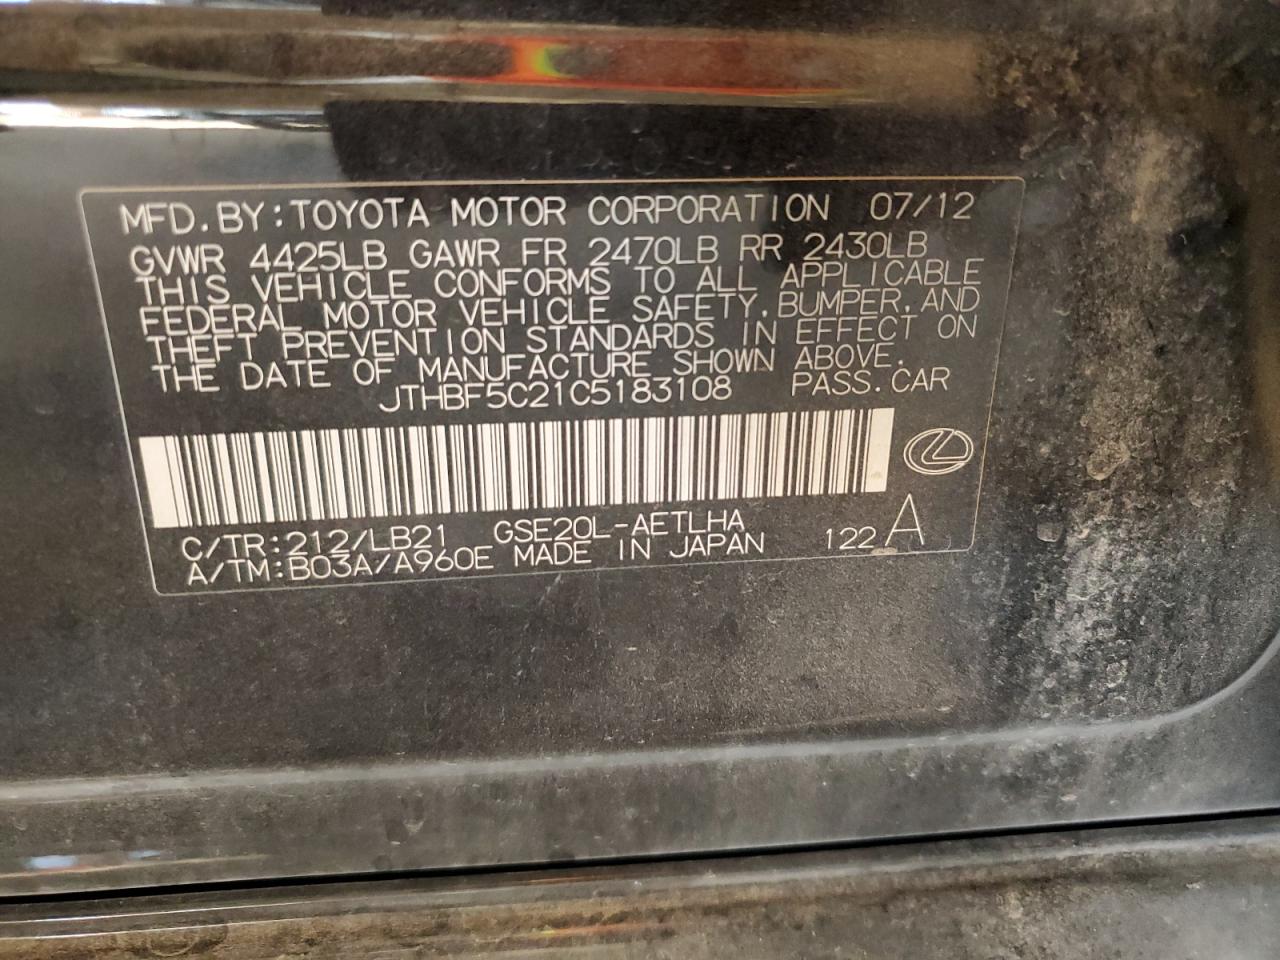 MFD.BY:TOYOTA MOTOR CORPORATION 07/12
GVWR 4425LB GAWR FR 2470LB RR 2430LB
THIS VEHICLE CONFORMS TO ALL APPLICABLE
FEDERAL MOTOR VEHICLE SAFETY,BUMPER,AND
THEFT PREVENTION STANDARDS IN EFFECT ON
THE DATE OF MANUFACTURE SHOWN ABOVE.
JTHBF5C21C5183108 PASS.CAR
C/TR:212/LB21 GSE20L-AETLHA 122 A
A/TM:B03A/A960E MADE IN JAPAN